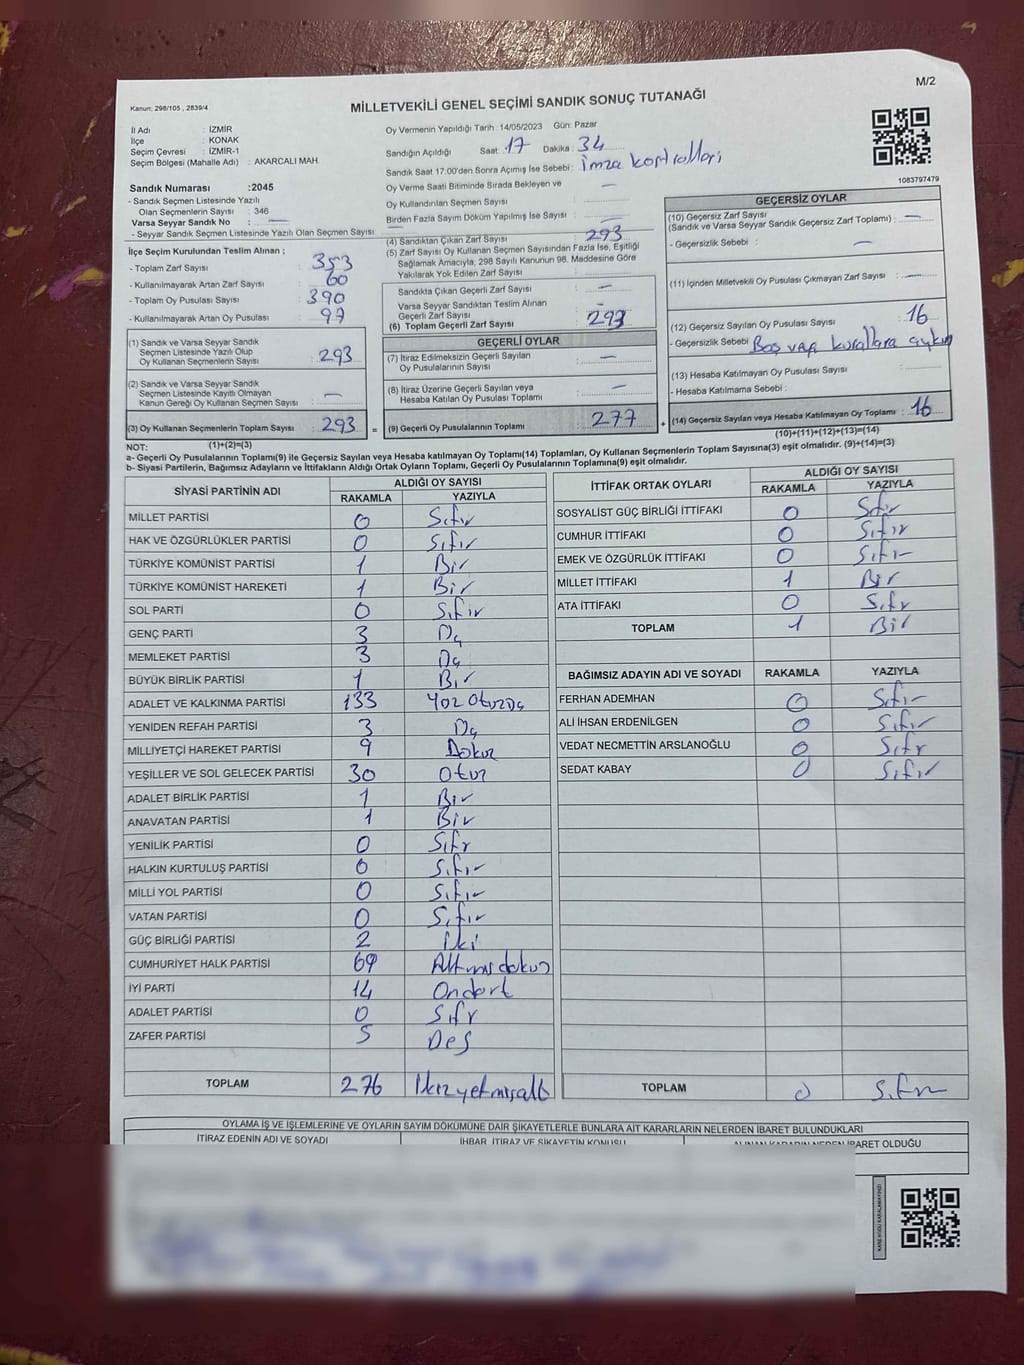 M/2
Kanun: 298/105 , 2839/4
MİLLETVEKİLİ GENEL SEÇİMİ SANDIK SONUÇ TUTANAĞI
İl Adı : İZMİR
İlçe : KONAK
Seçim Çevresi : İZMİR-1
Seçim Bölgesi (Mahalle Adı) : AKARCALI MAH.
Oy Vermenin Yapıldığı Tarih : 14/05/2023 Gün: Pazar
Sandığın Açıldığı Saat: 17 Dakika: 34
Sandık Saat 17:00'den Sonra Açımış İse Sebebi : İmza kontrolleri
Oy Verme Saati Bitiminde Sırada Bekleyen ve
Oy Kullandırılan Seçmen Sayısı : —
Birden Fazla Sayım Döküm Yapılmış İse Sayısı : —
1083797479
Sandık Numarası :2045
- Sandık Seçmen Listesinde Yazılı
Olan Seçmenlerin Sayısı : 346
Varsa Seyyar Sandık No : —
- Seyyar Sandık Seçmen Listesinde Yazılı Olan Seçmen Sayısı : —
İlçe Seçim Kurulundan Teslim Alınan ;
- Toplam Zarf Sayısı : 353
- Kullanılmayarak Artan Zarf Sayısı : 60
- Toplam Oy Pusulası Sayısı : 390
- Kullanılmayarak Artan Oy Pusulası : 97
(1) Sandık ve Varsa Seyyar Sandık
Seçmen Listesinde Yazılı Olup
Oy Kullanan Seçmenlerin Sayısı : 293
(2) Sandık ve Varsa Seyyar Sandık
Seçmen Listesinde Kayıtlı Olmayan
Kanun Gereği Oy Kullanan Seçmen Sayısı : —
(3) Oy Kullanan Seçmenlerin Toplam Sayısı : 293 =
(4) Sandıktan Çıkan Zarf Sayısı : 293
(5) Zarf Sayısı Oy Kullanan Seçmen Sayısından Fazla İse, Eşitliği
Sağlamak Amacıyla, 298 Sayılı Kanunun 98. Maddesine Göre
Yakılarak Yok Edilen Zarf Sayısı :
Sandıkta Çıkan Geçerli Zarf Sayısı : —
Varsa Seyyar Sandıktan Teslim Alınan
Geçerli Zarf Sayısı : —
(6) Toplam Geçerli Zarf Sayısı : 293
GEÇERLİ OYLAR
(7) İtiraz Edilmeksizin Geçerli Sayılan
Oy Pusulalarının Sayısı : —
(8) İtiraz Üzerine Geçerli Sayılan veya
Hesaba Katılan Oy Pusulası Toplamı : —
(9) Geçerli Oy Pusulalarının Toplamı : 277 +
GEÇERSİZ OYLAR
(10) Geçersiz Zarf Sayısı : —
(Sandık ve Varsa Seyyar Sandık Geçersiz Zarf Toplamı)
- Geçersizlik Sebebi : —
(11) İçinden Milletvekili Oy Pusulası Çıkmayan Zarf Sayısı : —
(12) Geçersiz Sayılan Oy Pusulası Sayısı : 16
- Geçersizlik Sebebi : Boş veya kurallara aykırı
(13) Hesaba Katılmayan Oy Pusulası Sayısı :
- Hesaba Katılmama Sebebi :
(14) Geçersiz Sayılan veya Hesaba Katılmayan Oy Toplamı : 16
NOT: (1)+(2)=(3)
(10)+(11)+(12)+(13)=(14)
a- Geçerli Oy Pusulalarının Toplamı(9) ile Geçersiz Sayılan veya Hesaba katılmayan Oy Toplamı(14) Toplamları, Oy Kullanan Seçmenlerin Toplam Sayısına(3) eşit olmalıdır. (9)+(14)=(3)
b- Siyasi Partilerin, Bağımsız Adayların ve İttifakların Aldığı Ortak Oyların Toplamı, Geçerli Oy Pusulalarının Toplamına(9) eşit olmalıdır.
SİYASİ PARTİNİN ADI ALDIĞI OY SAYISI
RAKAMLA YAZIYLA
MİLLET PARTİSİ 0 Sıfır
HAK VE ÖZGÜRLÜKLER PARTİSİ 0 Sıfır
TÜRKİYE KOMÜNİST PARTİSİ 1 Bir
TÜRKİYE KOMÜNİST HAREKETİ 1 Bir
SOL PARTİ 0 Sıfır
GENÇ PARTİ 3 Üç
MEMLEKET PARTİSİ 3 Üç
BÜYÜK BİRLİK PARTİSİ 1 Bir
ADALET VE KALKINMA PARTİSİ 133 Yüz Otuz Üç
YENİDEN REFAH PARTİSİ 3 Üç
MİLLİYETÇİ HAREKET PARTİSİ 9 Dokuz
YEŞİLLER VE SOL GELECEK PARTİSİ 30 Otuz
ADALET BİRLİK PARTİSİ 1 Bir
ANAVATAN PARTİSİ 1 Bir
YENİLİK PARTİSİ 0 Sıfr
HALKIN KURTULUŞ PARTİSİ 0 Sıfır
MİLLİ YOL PARTİSİ 0 Sıfır
VATAN PARTİSİ 0 Sıfır
GÜÇ BİRLİĞİ PARTİSİ 2 İki
CUMHURİYET HALK PARTİSİ 69 Altmış dokuz
İYİ PARTİ 14 Ondört
ADALET PARTİSİ 0 Sıfr
ZAFER PARTİSİ 5 Beş
TOPLAM 276 İkiyüzyetmişaltı
İTTİFAK ORTAK OYLARI ALDIĞI OY SAYISI
RAKAMLA YAZIYLA
SOSYALİST GÜÇ BİRLİĞİ İTTİFAKI 0 Sıfır
CUMHUR İTTİFAKI 0 Sıfır
EMEK VE ÖZGÜRLÜK İTTİFAKI 0 Sıfır
MİLLET İTTİFAKI 1 Bir
ATA İTTİFAKI 0 Sıfır
TOPLAM 1 Bir
BAĞIMSIZ ADAYIN ADI VE SOYADI RAKAMLA YAZIYLA
FERHAN ADEMHAN 0 Sıfır
ALİ İHSAN ERDENİLGEN 0 Sıfır
VEDAT NECMETTİN ARSLANOĞLU 0 Sıfır
SEDAT KABAY 0 Sıfır
TOPLAM 0 Sıfır
OYLAMA İŞ VE İŞLEMLERİNE VE OYLARIN SAYIM DÖKÜMÜNE DAİR ŞİKAYETLERLE BUNLARA AİT KARARLARIN NELERDEN İBARET BULUNDUKLARI
İTİRAZ EDENİN ADI VE SOYADI İHBAR, İTİRAZ VE ŞİKAYETİN KONUSU ALINAN KARARIN NEDEN İBARET OLDUĞU
KARE KODU KARALAMAYINIZ!